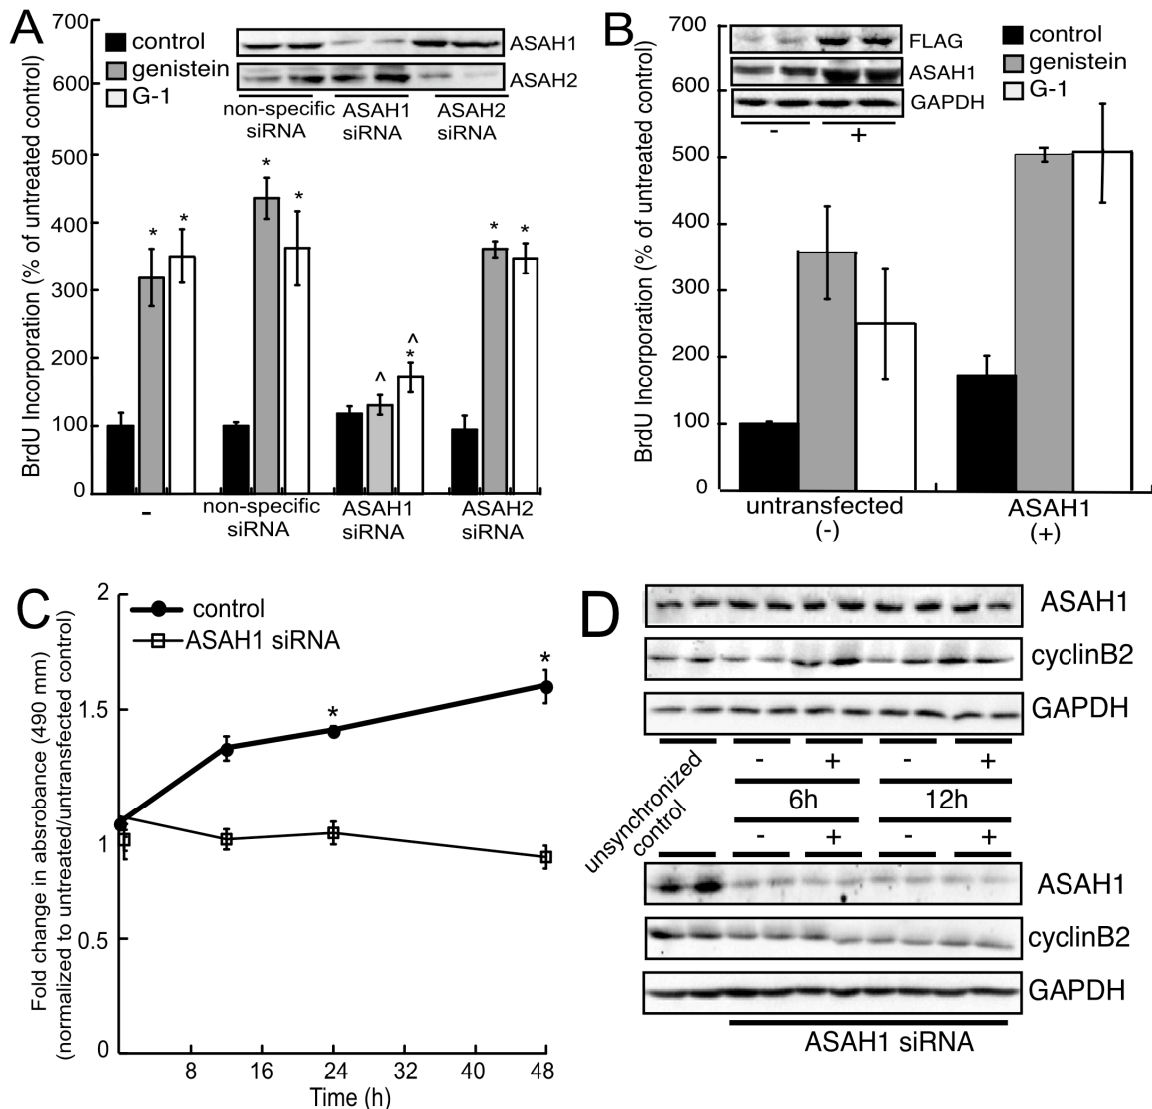 A
700
600
500
400
300
200
100
0
BrdU Incorporation (% of untreated control)
control
genistein
G-1
ASAH1
ASAH2
non-specific siRNA
ASAH1 siRNA
ASAH2 siRNA
*
*
*
*
^
^
*
*
*
-
non-specific siRNA
ASAH1 siRNA
ASAH2 siRNA
B
700
600
500
400
300
200
100
0
BrdU Incorporation (% of untreated control)
FLAG
ASAH1
GAPDH
-
+
control
genistein
G-1
untransfected (-)
ASAH1 (+)
C
2
1.5
1
0.5
0
Fold change in absrobance (490 mm)
(normalized to untreated/untransfected control)
control
ASAH1 siRNA
*
*
8 16 24 32 40 48
Time (h)
D
ASAH1
cyclinB2
GAPDH
unsynchronized control
- + - +
6h 12h
- + - +
ASAH1
cyclinB2
GAPDH
ASAH1 siRNA